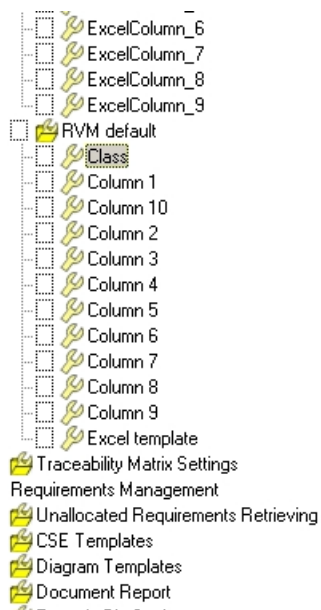 ExcelColumn_6
ExcelColumn_7
ExcelColumn_8
ExcelColumn_9
RVM default
Class
Column 1
Column 10
Column 2
Column 3
Column 4
Column 5
Column 6
Column 7
Column 8
Column 9
Excel template
Traceability Matrix Settings
Requirements Management
Unallocated Requirements Retrieving
CSE Templates
Diagram Templates
Document Report